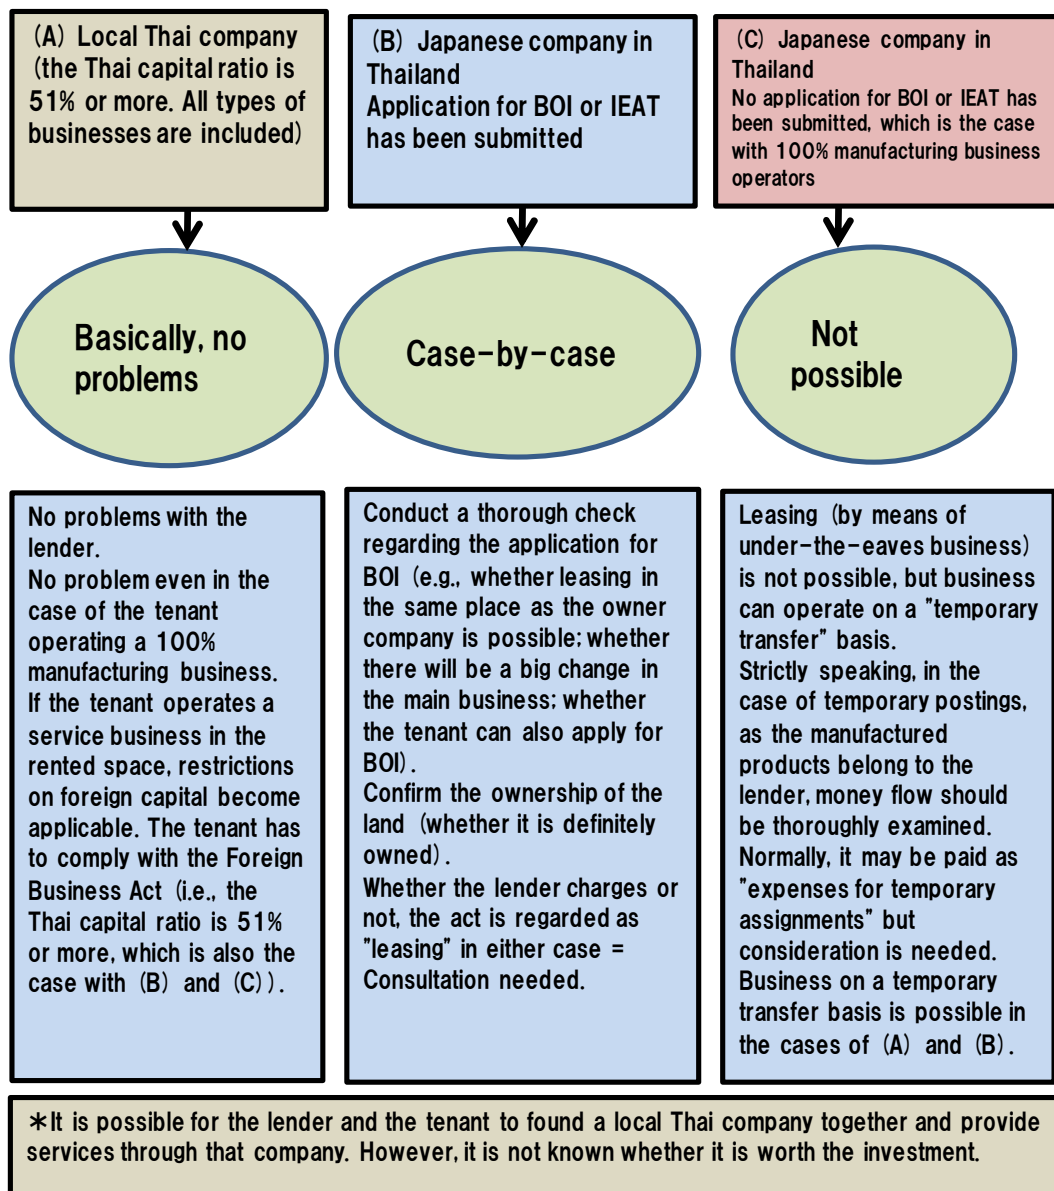 (A) Local Thai company
(the Thai capital ratio is
51% or more. All types of
businesses are included)
(B) Japanese company in
Thailand
Application for BOI or IEAT
has been submitted
(C) Japanese company in
Thailand
No application for BOI or IEAT has
been submitted, which is the case
with 100% manufacturing business
operators
Basically, no
problems
Case-by-case
Not
possible
No problems with the
lender.
No problem even in the
case of the tenant
operating a 100%
manufacturing business.
If the tenant operates a
service business in the
rented space, restrictions
on foreign capital become
applicable. The tenant has
to comply with the Foreign
Business Act (i.e., the
Thai capital ratio is 51%
or more, which is also the
case with (B) and (C)).
Conduct a thorough check
regarding the application for
BOI (e.g., whether leasing in
the same place as the owner
company is possible; whether
there will be a big change in
the main business; whether
the tenant can also apply for
BOI).
Confirm the ownership of the
land (whether it is definitely
owned).
Whether the lender charges or
not, the act is regarded as
"leasing" in either case =
Consultation needed.
Leasing (by means of
under-the-eaves business)
is not possible, but business
can operate on a "temporary
transfer" basis.
Strictly speaking, in the
case of temporary postings,
as the manufactured
products belong to the
lender, money flow should
be thoroughly examined.
Normally, it may be paid as
"expenses for temporary
assignments" but
consideration is needed.
Business on a temporary
transfer basis is possible in
the cases of (A) and (B).
*It is possible for the lender and the tenant to found a local Thai company together and provide
services through that company. However, it is not known whether it is worth the investment.